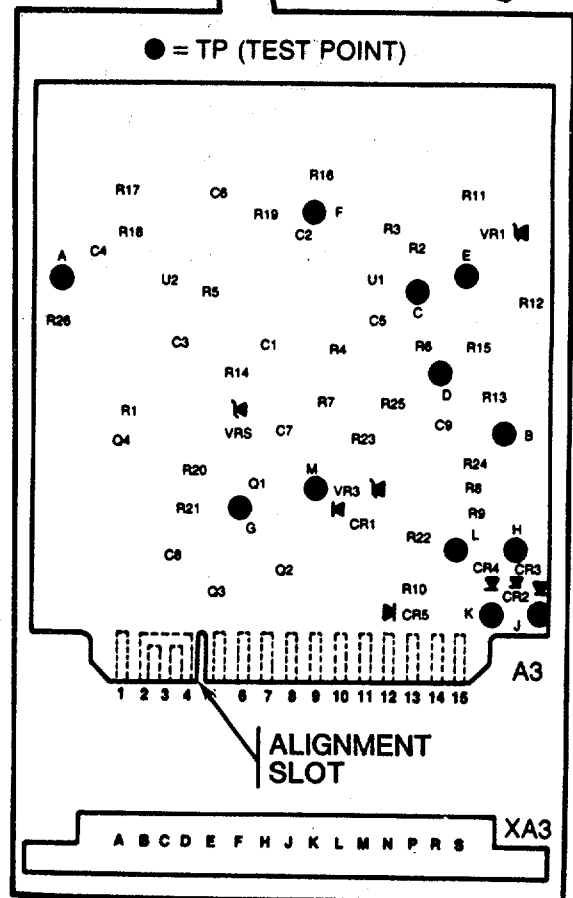 ● = TP (TEST POINT)
R16
R17 C6 R11
R19 F
R18 C2 R3 VR1
C4 R2
A E
U2 U1
R5 C R12
R26 C5
C3 C1 R4 R6 R15
R14
D R13
R1 R7 R25
VRS C7 C9 B
Q4 R23
R20 M R24
Q1 VR3 R8
R21 G CR1 R9
R22 L H
C8 CR4 CR3
Q2
Q3 R10 CR2
CR5 K J
A3
1 2 3 4 6 7 8 9 10 11 12 13 14 15
ALIGNMENT
SLOT
XA3
A B C D E F H J K L M N P R S